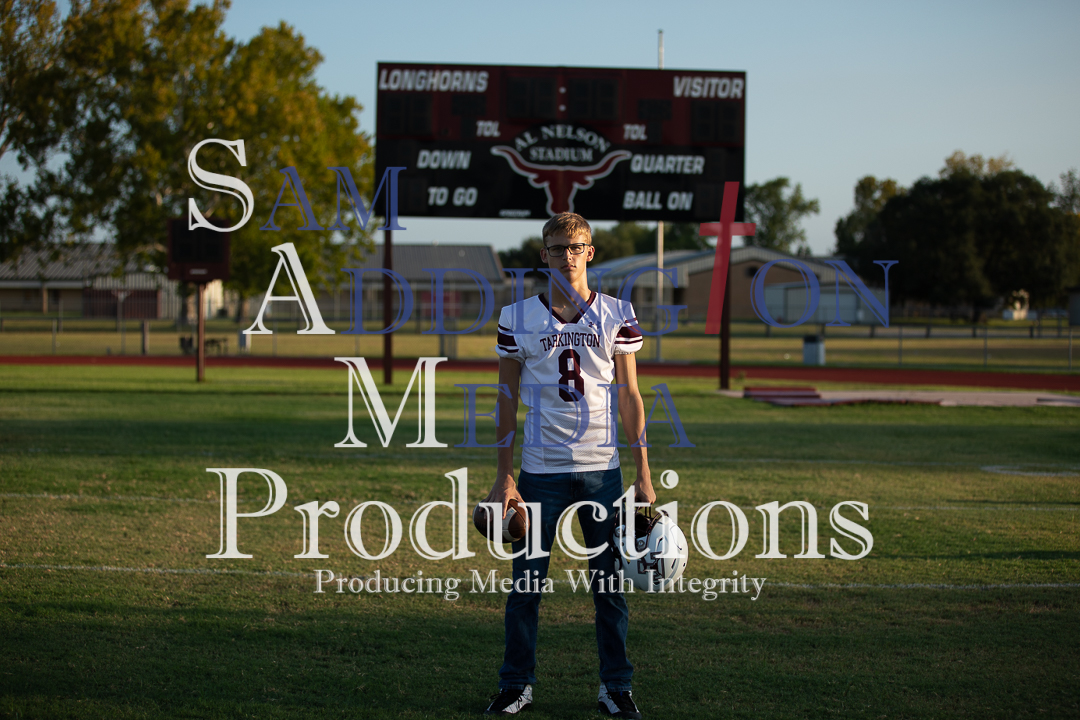 LONGHORNS VISITOR
TOL TOL
AL NELSON
STADIUM
DOWN QUARTER
TO GO BALL ON
SAM
ADDINGTON
TARKINGTON
8
MEDIA
Productions
Producing Media With Integrity